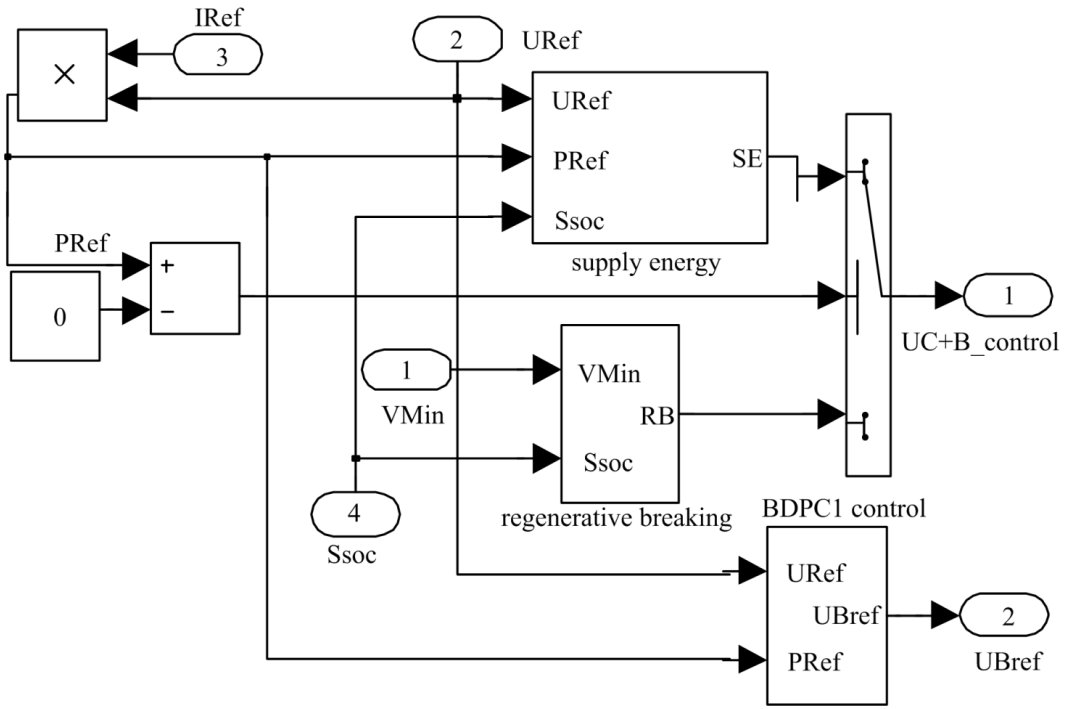 IRef
3
2
URef
×
URef
PRef
SE
Ssoc
supply energy
PRef
+
−
0
1
UC+B_control
1
VMin
VMin
RB
Ssoc
regenerative breaking
4
Ssoc
BDPC1 control
URef
UBref
PRef
2
UBref